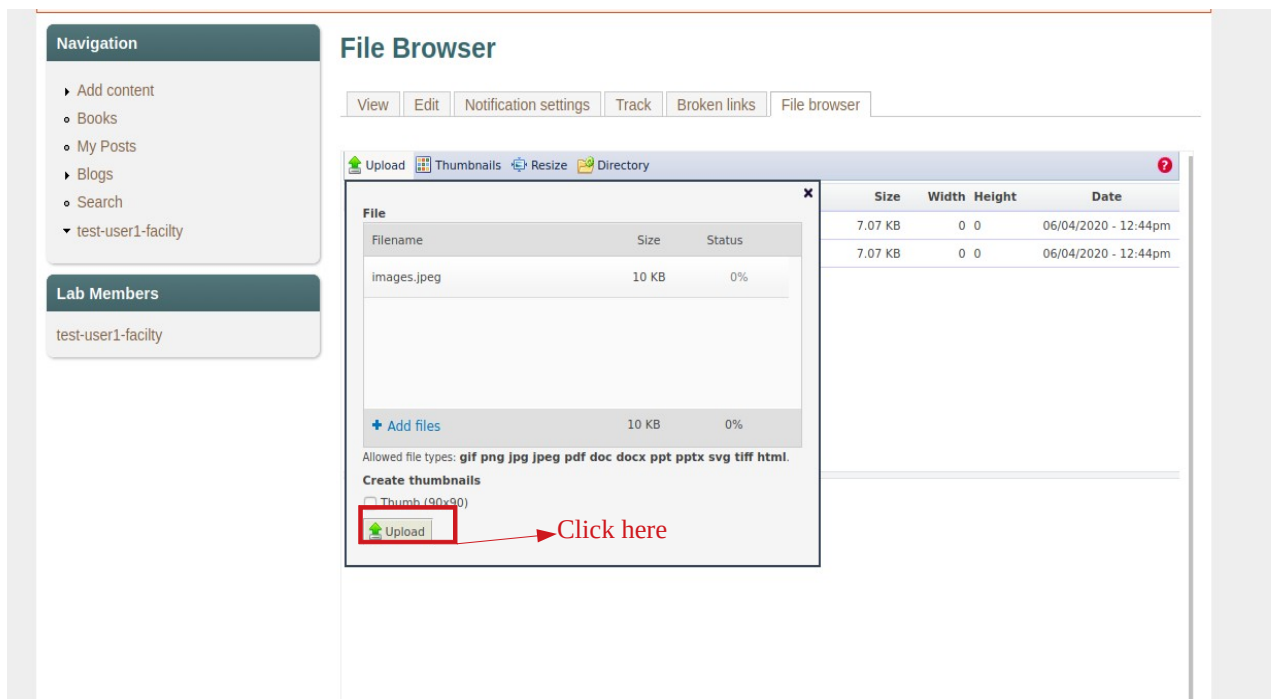 Navigation
Add content
Books
My Posts
Blogs
Search
test-user1-facilty
Lab Members
test-user1-facilty
File Browser
View Edit Notification settings Track Broken links File browser
Upload Thumbnails Resize Directory ?
x
Size Width Height Date
7.07 KB 0 0 06/04/2020 - 12:44pm
7.07 KB 0 0 06/04/2020 - 12:44pm
File
Filename Size Status
images.jpeg 10 KB 0%
+ Add files 10 KB 0%
Allowed file types: gif png jpg jpeg pdf doc docx ppt pptx svg tiff html.
Create thumbnails
Thumb (90x90)
Upload
Click here